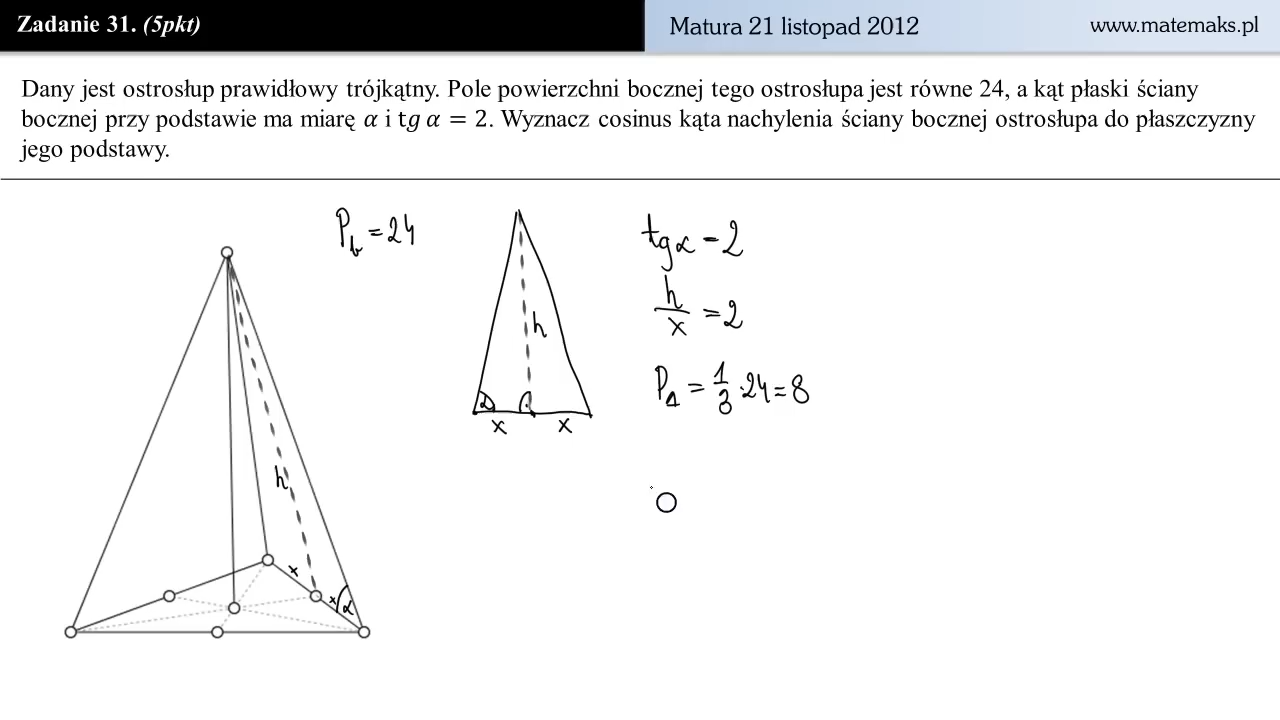 Zadanie 31. (5pkt)
Matura 21 listopad 2012
www.matemaks.pl
Dany jest ostrosłup prawidłowy trójkątny. Pole powierzchni bocznej tego ostrosłupa jest równe 24, a kąt płaski ściany
bocznej przy podstawie ma miarę α i tg α = 2. Wyznacz cosinus kąta nachylenia ściany bocznej ostrosłupa do płaszczyzny
jego podstawy.
P_b = 24
tg α = 2
h/x = 2
P_Δ = 1/3 · 24 = 8
h
α
x
x
h
x
x
α